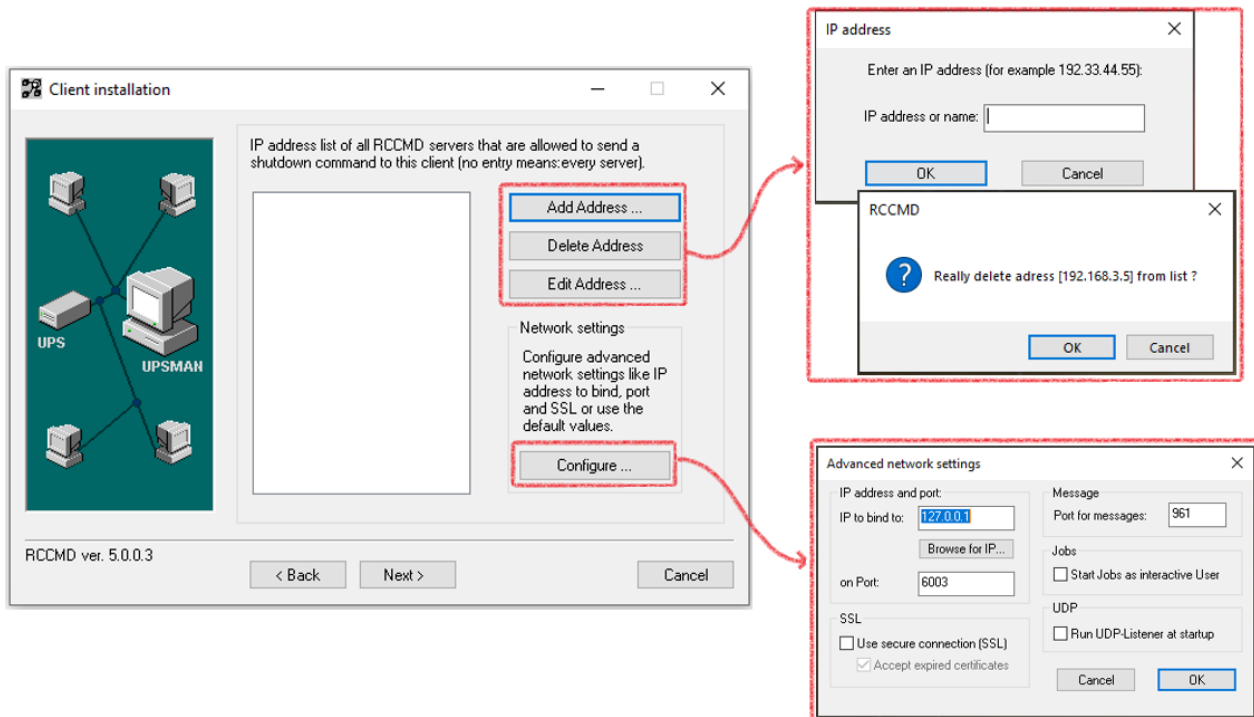 Client installation
IP address list of all RCCMD servers that are allowed to send a
shutdown command to this client (no entry means:every server).
Add Address ...
Delete Address
Edit Address ...
Network settings
Configure advanced
network settings like IP
address to bind, port
and SSL or use the
default values.
Configure ...
UPS
UPSMAN
RCCMD ver. 5.0.0.3
< Back
Next >
Cancel
IP address
Enter an IP address (for example 192.33.44.55):
IP address or name:
OK
Cancel
RCCMD
?
Really delete adress [192.168.3.5] from list ?
OK
Cancel
Advanced network settings
IP address and port:
IP to bind to:
127.0.0.1
Browse for IP...
on Port:
6003
SSL
Use secure connection (SSL)
Accept expired certificates
Message
Port for messages:
961
Jobs
Start Jobs as interactive User
UDP
Run UDP-Listener at startup
Cancel
OK